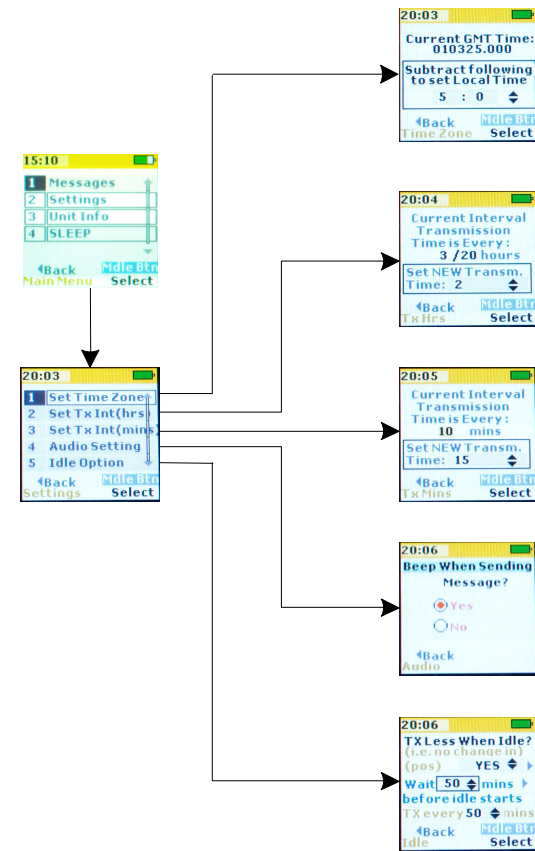 20:03
Current GMT Time:
010325.000
Subtract following
to set Local Time
5 : 0
Back Mdle Btn
Time Zone Select
15:10
1 Messages
2 Settings
3 Unit Info
4 SLEEP
Back Mdle Btn
Main Menu Select
20:04
Current Interval
Transmission
Time is Every :
3 /20 hours
Set NEW Transm.
Time: 2
Back Mdle Btn
Tx Hrs Select
20:03
1 Set Time Zone
2 Set Tx Int(hrs)
3 Set Tx Int(mins)
4 Audio Setting
5 Idle Option
Back Mdle Btn
Settings Select
20:05
Current Interval
Transmission
Time is Every :
10 mins
Set NEW Transm.
Time: 15
Back Mdle Btn
Tx Mins Select
20:06
Beep When Sending
Message?
Yes
No
Back
Audio
20:06
TX Less When Idle?
(i.e. no change in)
(pos) YES
Wait 50 mins
before idle starts
TX every 50 mins
Back Mdle Btn
Idle Select